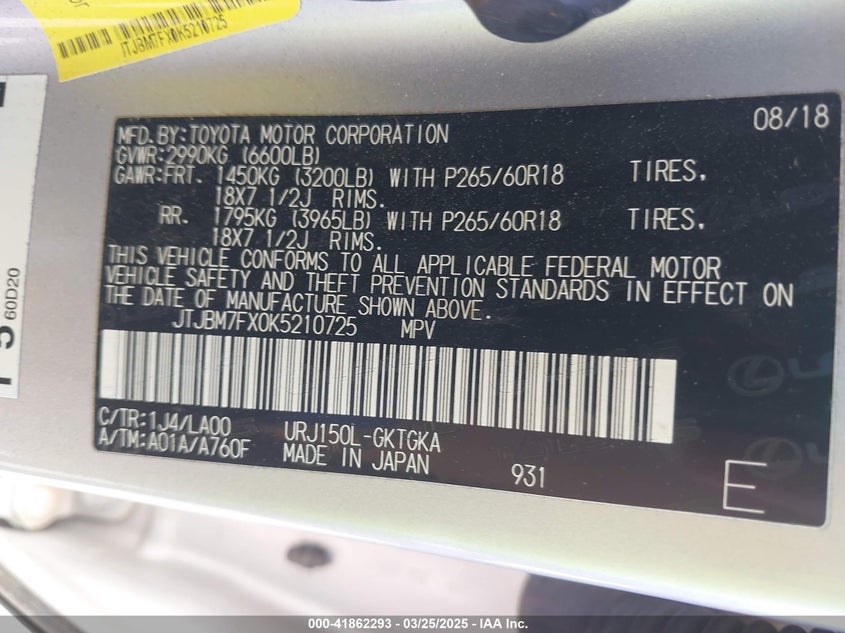 JTJBM7FX0K5210725
MFD.BY:TOYOTA MOTOR CORPORATION 08/18
GVWR:2990KG (6600LB)
GAWR:FRT. 1450KG (3200LB) WITH P265/60R18 TIRES,
18X7 1/2J RIMS.
RR. 1795KG (3965LB) WITH P265/60R18 TIRES,
18X7 1/2J RIMS.
THIS VEHICLE CONFORMS TO ALL APPLICABLE FEDERAL MOTOR
VEHICLE SAFETY AND THEFT PREVENTION STANDARDS IN EFFECT ON
THE DATE OF MANUFACTURE SHOWN ABOVE.
JTJBM7FX0K5210725 MPV
C/TR:1J4/LA00 URJ150L-GKTGKA
A/TM:A01A/A760F MADE IN JAPAN 931
E
60D20
000-41862293 - 03/25/2025 - IAA Inc.